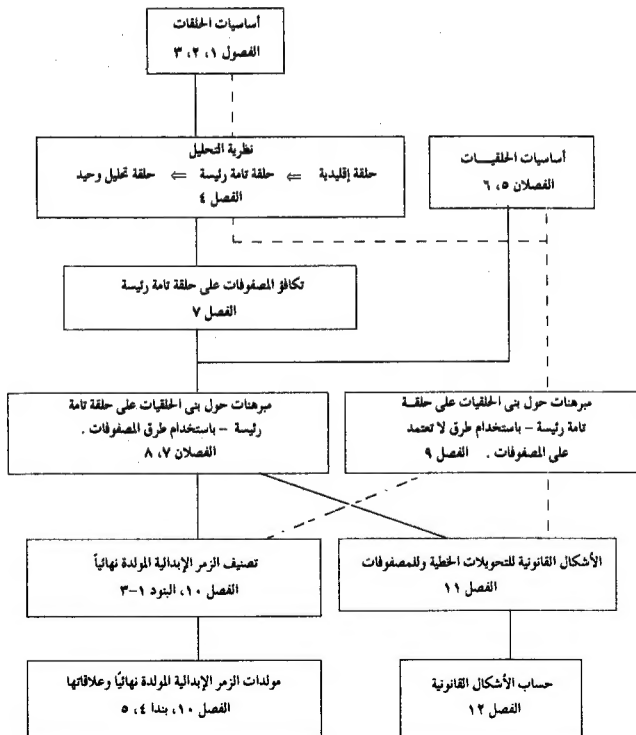 أساسيات الحلقات
الفصول ١، ٢، ٣
نظرية التحليل
حلقة إقليدية ⇐ حلقة تامة رئيسة ⇐ حلقة تحليل وحيد
الفصل ٤
أساسيات الحلقيـــات
الفصلان ٥، ٦
تكافؤ المصفوفات على حلقة تامة رئيسة
الفصل ٧
مبرهنات حول بنى الحلقيات على حلقة تامة
رئيسة – باستخدام طرق المصفوفات .
الفصلان ٧، ٨
مبرهنات حول بنى الحلقيات على حلقــة
تامة رئيسة – باستخدام طرق لا تعتمد
على المصفوفات . الفصل ٩
تصنيف الزمر الإبدالية المولدة نهائياً
الفصل ١٠، البنود ١–٣
الأشكال القانونية للتحويلات الخطية وللمصفوفات
الفصل ١١
مولدات الزمر الإبدالية المولدة نهائيًا وعلاقاتها
الفصل ١٠، بندا ٤، ٥
حساب الأشكال القانونية
الفصل ١٢